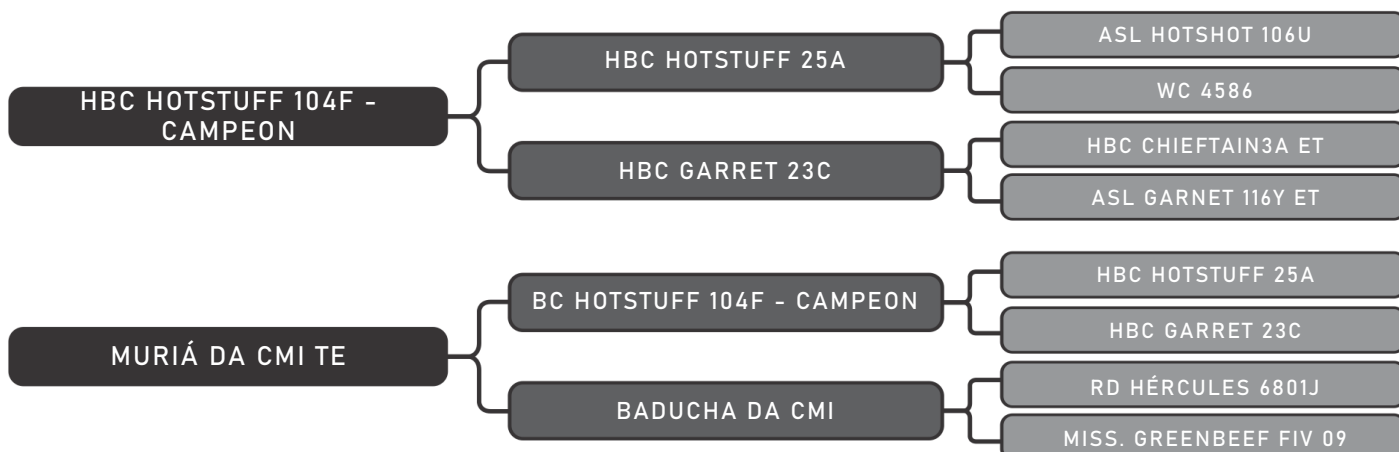 HBC HOTSTUFF 104F -
CAMPEON
HBC HOTSTUFF 25A
HBC GARRET 23C
ASL HOTSHOT 106U
WC 4586
HBC CHIEFTAIN3A ET
ASL GARNET 116Y ET
MURIÁ DA CMI TE
BC HOTSTUFF 104F - CAMPEON
BADUCHA DA CMI
HBC HOTSTUFF 25A
HBC GARRET 23C
RD HÉRCULES 6801J
MISS. GREENBEEF FIV 09